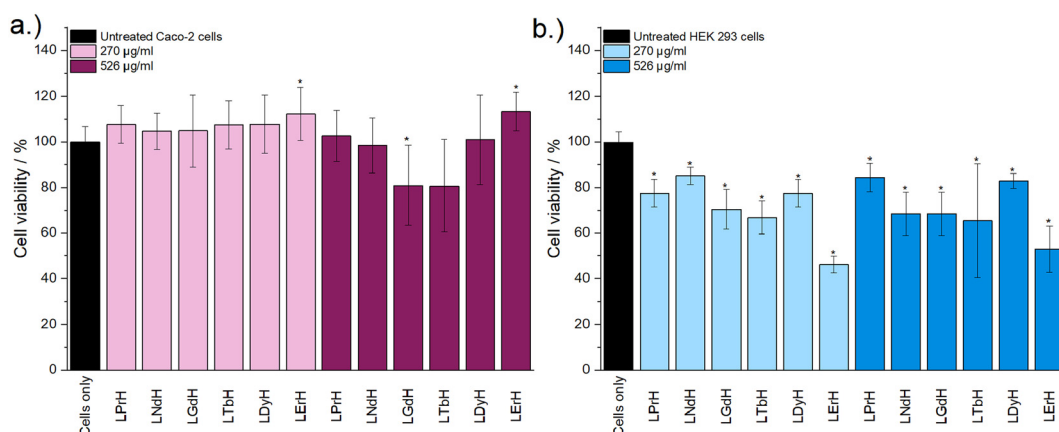 a.)
Untreated Caco-2 cells
270 µg/ml
526 µg/ml
Cell viability / %
140
120
100
80
60
40
20
0
* * *
Cells only
LPrH
LNdH
LGdH
LTbH
LDyH
LErH
LPrH
LNdH
LGdH
LTbH
LDyH
LErH
b.)
Untreated HEK 293 cells
270 µg/ml
526 µg/ml
Cell viability / %
140
120
100
80
60
40
20
0
* * * * * * * * * * * *
Cells only
LPrH
LNdH
LGdH
LTbH
LDyH
LErH
LPrH
LNdH
LGdH
LTbH
LDyH
LErH